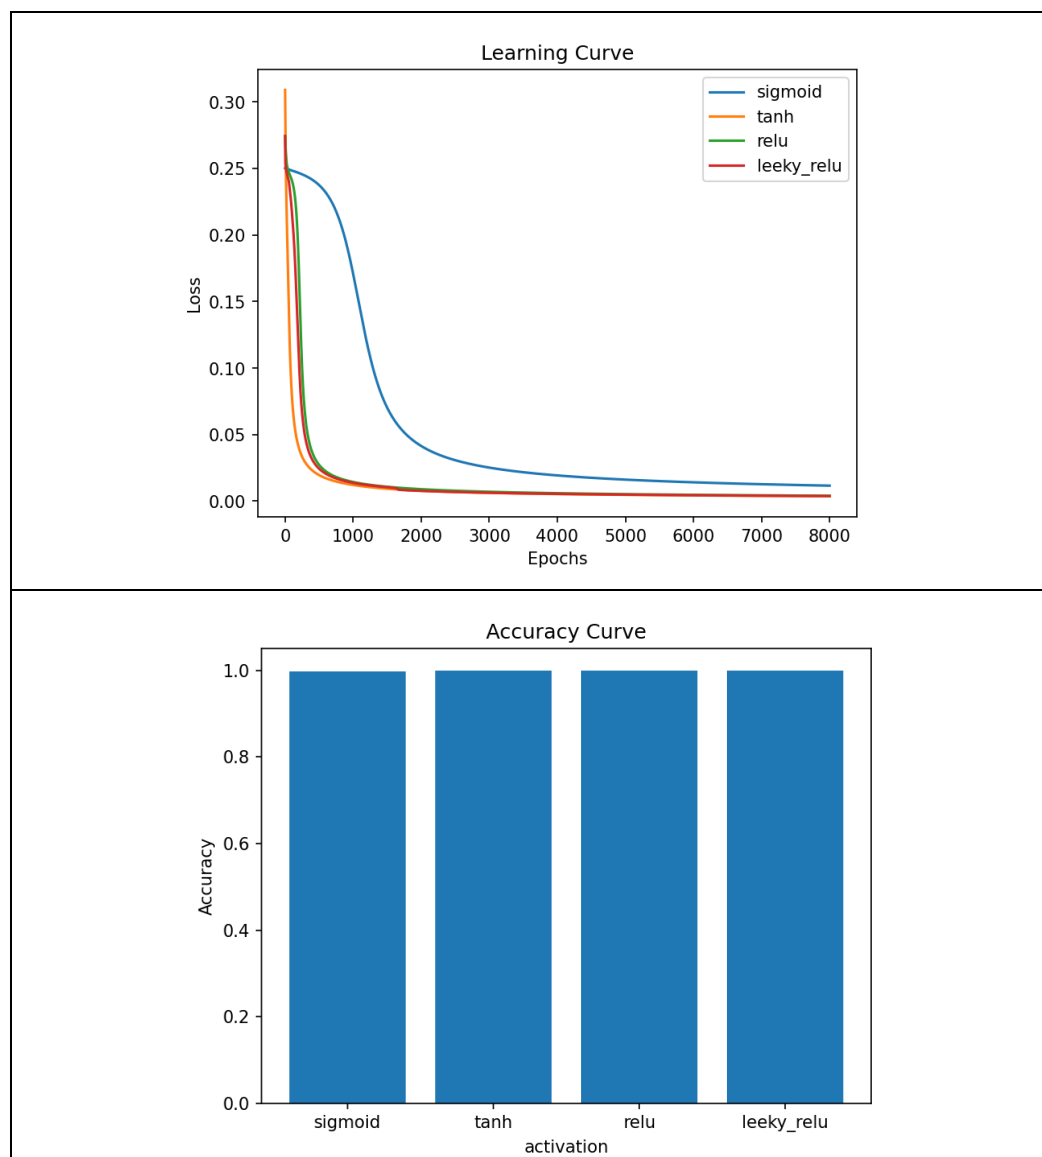 Learning Curve
sigmoid
tanh
relu
leeky_relu
0.30
0.25
0.20
0.15
0.10
0.05
0.00
Loss
0 1000 2000 3000 4000 5000 6000 7000 8000
Epochs
Accuracy Curve
1.0
0.8
0.6
0.4
0.2
0.0
Accuracy
sigmoid tanh relu leeky_relu
activation